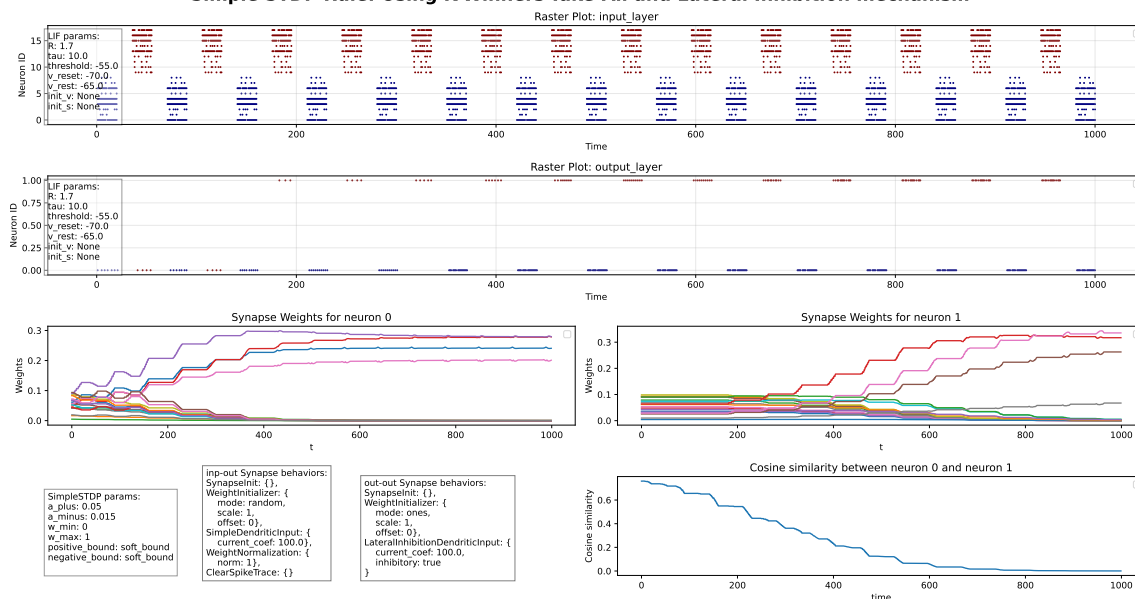 Raster Plot: input_layer
Neuron ID
15
10
5
0
LIF params:
R: 1.7
tau: 10.0
threshold: -55.0
v_reset: -70.0
v_rest: -65.0
init_v: None
init_s: None
0
200
400
600
800
1000
Time
Raster Plot: output_layer
Neuron ID
1.00
0.75
0.50
0.25
0.00
LIF params:
R: 1.7
tau: 10.0
threshold: -55.0
v_reset: -70.0
v_rest: -65.0
init_v: None
init_s: None
0
200
400
600
800
1000
Time
Synapse Weights for neuron 0
Weights
0.3
0.2
0.1
0.0
0
200
400
600
800
1000
t
Synapse Weights for neuron 1
Weights
0.3
0.2
0.1
0.0
0
200
400
600
800
1000
t
SimpleSTDP params:
a_plus: 0.05
a_minus: 0.015
w_min: 0
w_max: 1
positive_bound: soft_bound
negative_bound: soft_bound
inp-out Synapse behaviors:
SynapseInit: {},
WeightInitializer: {
mode: random,
scale: 1,
offset: 0},
SimpleDendriticInput: {
current_coef: 100.0},
WeightNormalization: {
norm: 1},
ClearSpikeTrace: {}
out-out Synapse behaviors:
SynapseInit: {},
WeightInitializer: {
mode: ones,
scale: 1,
offset: 0},
LateralInhibitionDendriticInput: {
current_coef: 100.0,
inhibitory: true
}
Cosine similarity between neuron 0 and neuron 1
Cosine similarity
0.6
0.4
0.2
0.0
0
200
400
600
800
1000
time